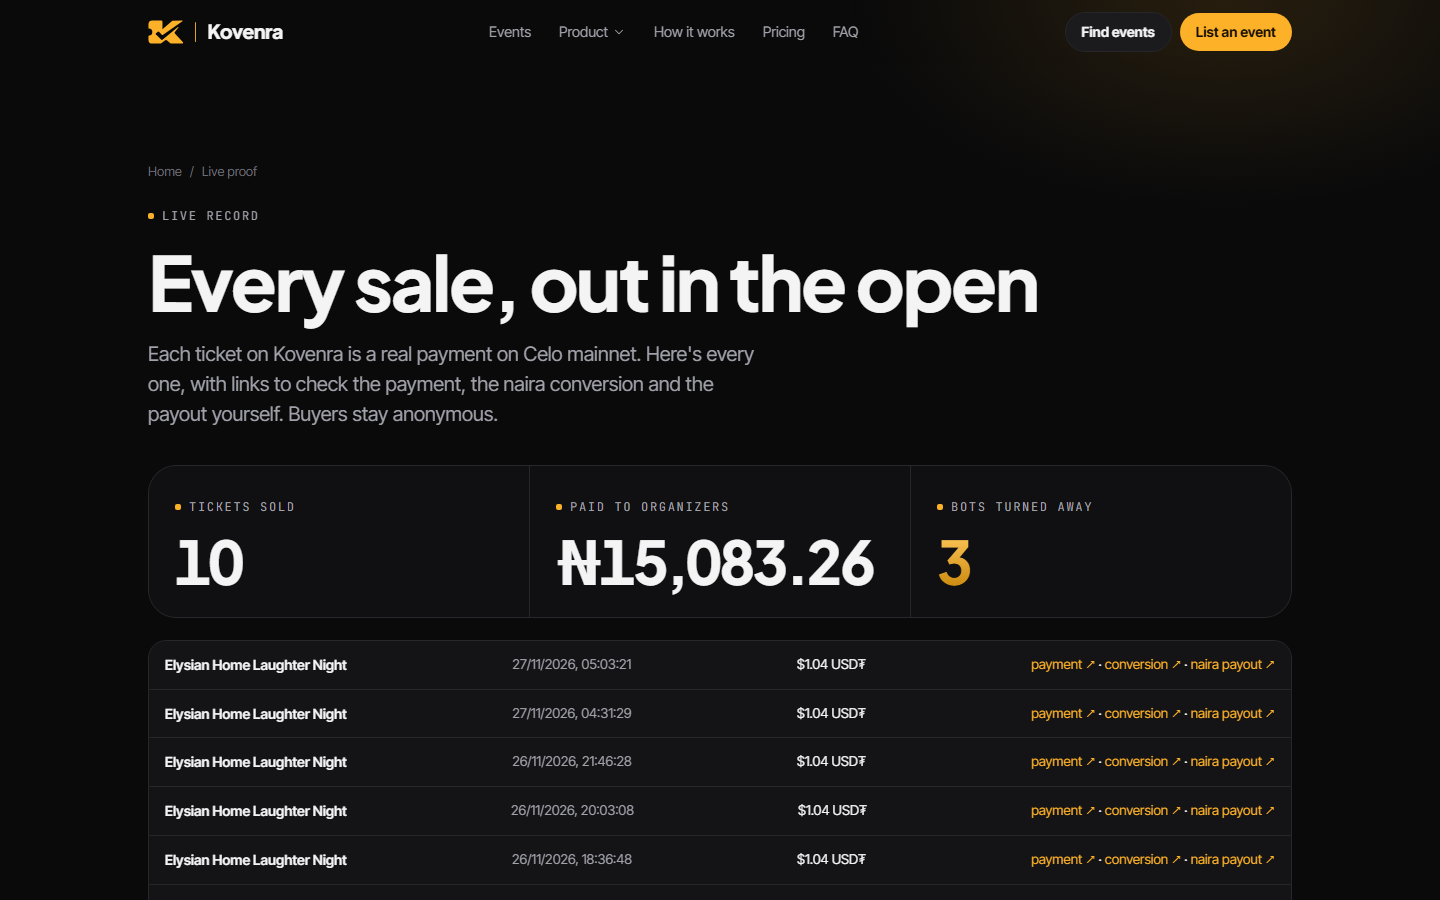 Kovenra
Events Product How it works Pricing FAQ
Find events List an event
Home / Live proof
LIVE RECORD
Every sale, out in the open
Each ticket on Kovenra is a real payment on Celo mainnet. Here's every
one, with links to check the payment, the naira conversion and the
payout yourself. Buyers stay anonymous.
TICKETS SOLD
10
PAID TO ORGANIZERS
₦15,083.26
BOTS TURNED AWAY
3
Elysian Home Laughter Night 27/11/2026, 05:03:21 $1.04 USD₮ payment ↗ · conversion ↗ · naira payout ↗
Elysian Home Laughter Night 27/11/2026, 04:31:29 $1.04 USD₮ payment ↗ · conversion ↗ · naira payout ↗
Elysian Home Laughter Night 26/11/2026, 21:46:28 $1.04 USD₮ payment ↗ · conversion ↗ · naira payout ↗
Elysian Home Laughter Night 26/11/2026, 20:03:08 $1.04 USD₮ payment ↗ · conversion ↗ · naira payout ↗
Elysian Home Laughter Night 26/11/2026, 18:36:48 $1.04 USD₮ payment ↗ · conversion ↗ · naira payout ↗